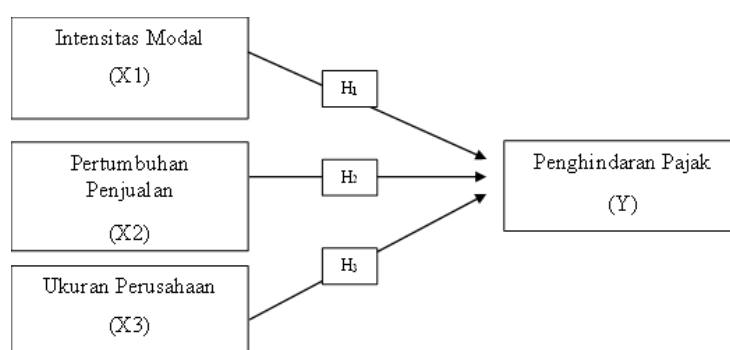 Intensitas Modal
(X1)
H1
Pertumbuhan
Penjualan
(X2)
H2
Penghindaran Pajak
(Y)
Ukuran Perusahaan
(X3)
H3